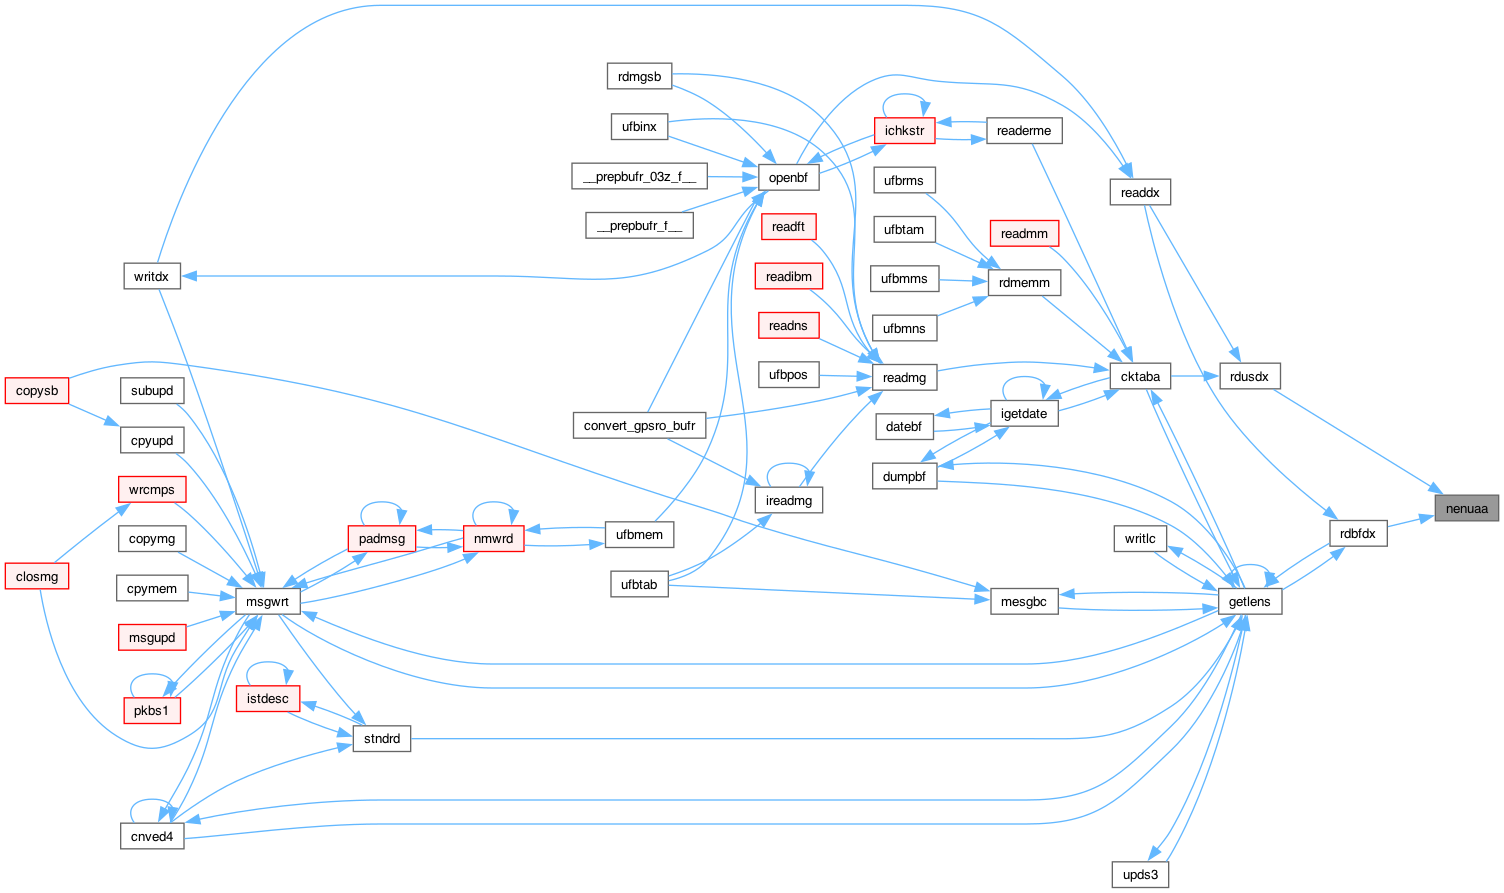 rdmgsb
ufbinx
ichkstr
readerme
__prepbufr_03z_f__
openbf
ufbrms
readdx
__prepbufr_f__
readft
ufbtam
readmm
writdx
readibm
ufbmms
rdmemm
readns
ufbmns
copysb
subupd
ufbpos
readmg
cktaba
rdusdx
convert_gpsro_bufr
igetdate
datebf
cpyupd
dumpbf
wrcmps
ireadmg
nenuaa
copymg
padmsg
nmwrd
ufbmem
writlc
rdbfdx
closmg
cpymem
msgwrt
ufbtab
mesgbc
getlens
msgupd
istdesc
pkbs1
stndrd
cnved4
upds3